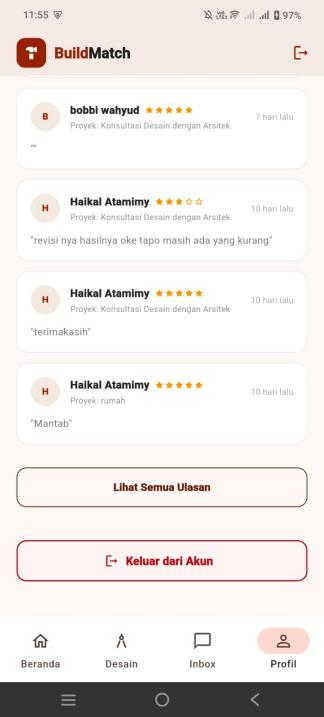 11:55
97%
BuildMatch
B
bobbi wahyud
7 hari lalu
Proyek: Konsultasi Desain dengan Arsitek
""
H
Haikal Atamimy
10 hari lalu
Proyek: Konsultasi Desain dengan Arsitek
"revisi nya hasilnya oke tapo masih ada yang kurang"
H
Haikal Atamimy
10 hari lalu
Proyek: Konsultasi Desain dengan Arsitek
"terimakasih"
H
Haikal Atamimy
10 hari lalu
Proyek: rumah
"Mantab"
Lihat Semua Ulasan
Keluar dari Akun
Beranda Desain Inbox Profil